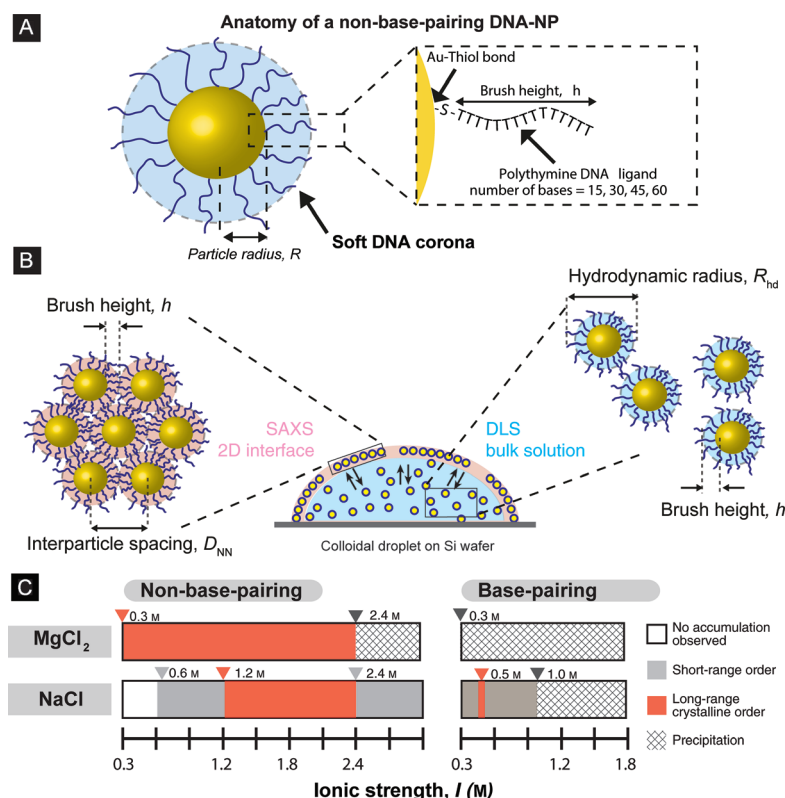 A
Anatomy of a non-base-pairing DNA-NP
Au-Thiol bond
Brush height, h
-S-
Polythymine DNA ligand
number of bases = 15, 30, 45, 60
Soft DNA corona
Particle radius, R
B
Hydrodynamic radius, Rhd
Brush height, h
SAXS
2D interface
DLS
bulk solution
Brush height, h
Interparticle spacing, DNN
Colloidal droplet on Si wafer
C
Non-base-pairing
Base-pairing
0.3 M
2.4 M
0.3 M
MgCl2
No accumulation
observed
0.6 M
1.2 M
2.4 M
0.5 M
1.0 M
Short-range order
NaCl
Long-range
crystalline order
Precipitation
0.3
1.2
1.8
2.4
0.3
1.2
1.8
Ionic strength, I (M)